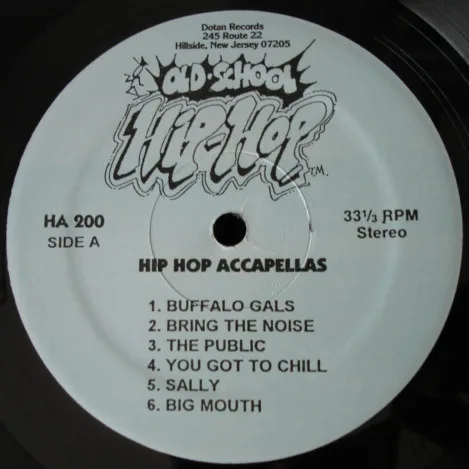 Dotan Records
245 Route 22
Hillside, New Jersey 07205
OLD SCHOOL
HIP-HOP
TM.
HA 200
SIDE A
33 1/3 RPM
Stereo
HIP HOP ACCAPELLAS
1. BUFFALO GALS
2. BRING THE NOISE
3. THE PUBLIC
4. YOU GOT TO CHILL
5. SALLY
6. BIG MOUTH